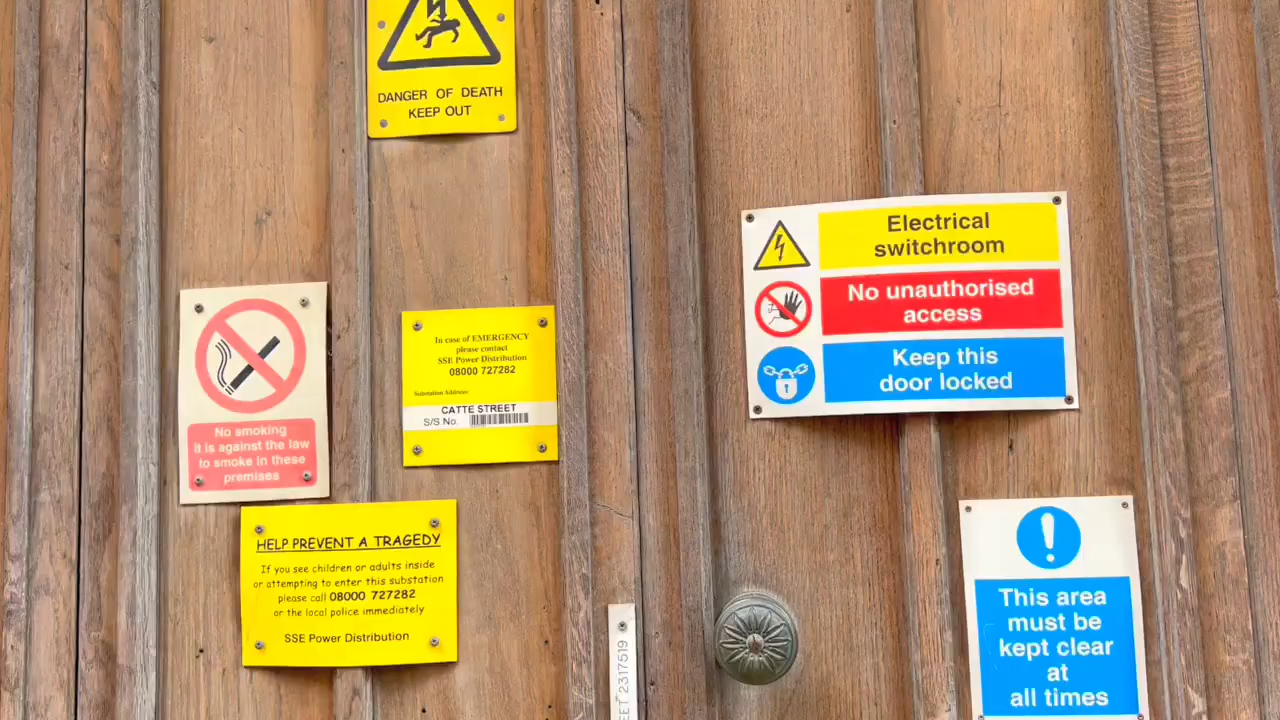 DANGER OF DEATH
KEEP OUT
Electrical
switchroom
No unauthorised
access
Keep this
door locked
No smoking
It is against the law
to smoke in these
premises
In case of EMERGENCY
please contact
SSE Power Distribution
08000 727282
Substation Address:
CATTE STREET
S/S No.
HELP PREVENT A TRAGEDY
If you see children or adults inside
or attempting to enter this substation
please call 08000 727282
or the local police immediately
SSE Power Distribution
EET 2317519
This area
must be
kept clear
at
all times